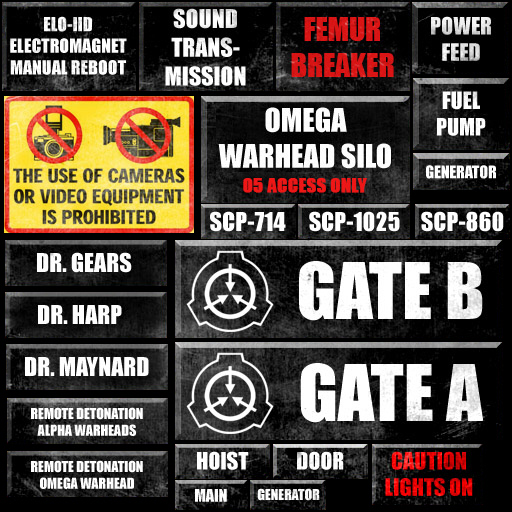 ELO-IID
ELECTROMAGNET
MANUAL REBOOT
SOUND
TRANS-
MISSION
FEMUR
BREAKER
POWER
FEED
FUEL
PUMP
THE USE OF CAMERAS
OR VIDEO EQUIPMENT
IS PROHIBITED
OMEGA
WARHEAD SILO
O5 ACCESS ONLY
GENERATOR
SCP-714
SCP-1025
SCP-860
DR. GEARS
DR. HARP
DR. MAYNARD
REMOTE DETONATION
ALPHA WARHEADS
REMOTE DETONATION
OMEGA WARHEAD
GATE B
GATE A
HOIST
DOOR
MAIN
GENERATOR
CAUTION
LIGHTS ON